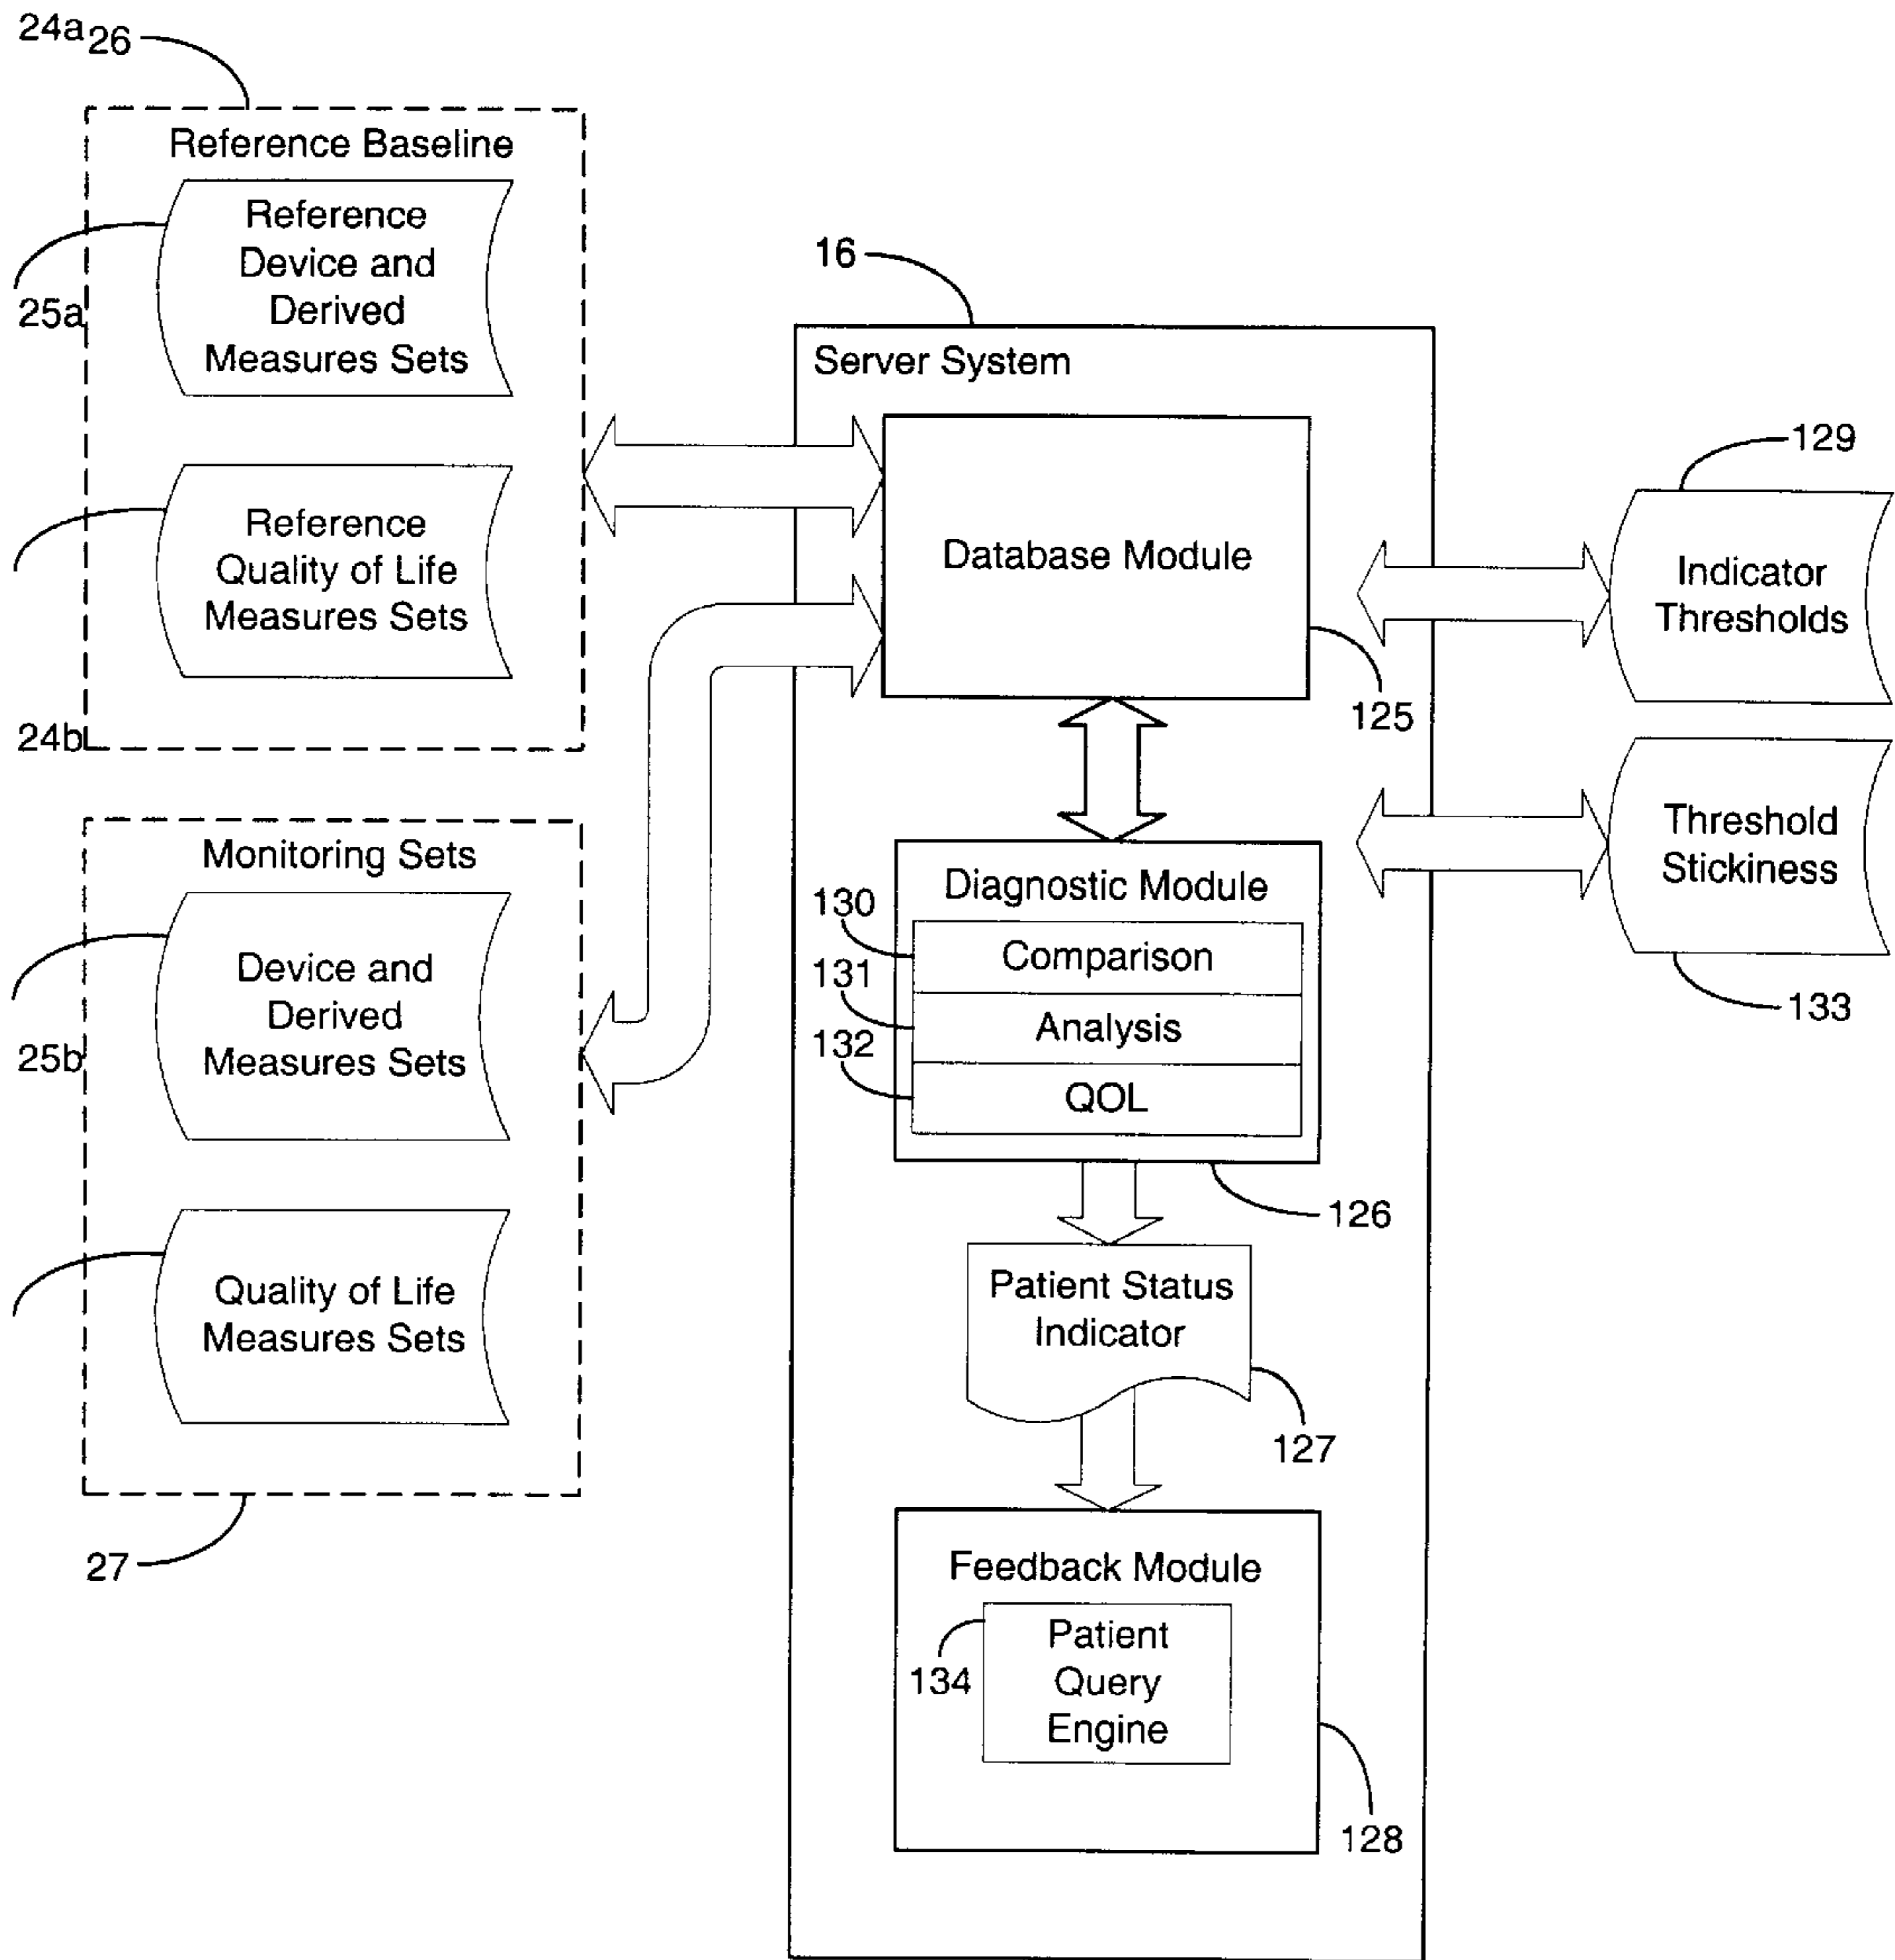 24a
26
Reference Baseline
Reference
Device and
Derived
Measures Sets
25a
Reference
Quality of Life
Measures Sets
24b
Monitoring Sets
Device and
Derived
Measures Sets
25b
Quality of Life
Measures Sets
27
16
Server System
Database Module
125
Diagnostic Module
130
Comparison
131
Analysis
132
QOL
126
Patient Status
Indicator
127
Feedback Module
134
Patient
Query
Engine
128
129
Indicator
Thresholds
Threshold
Stickiness
133